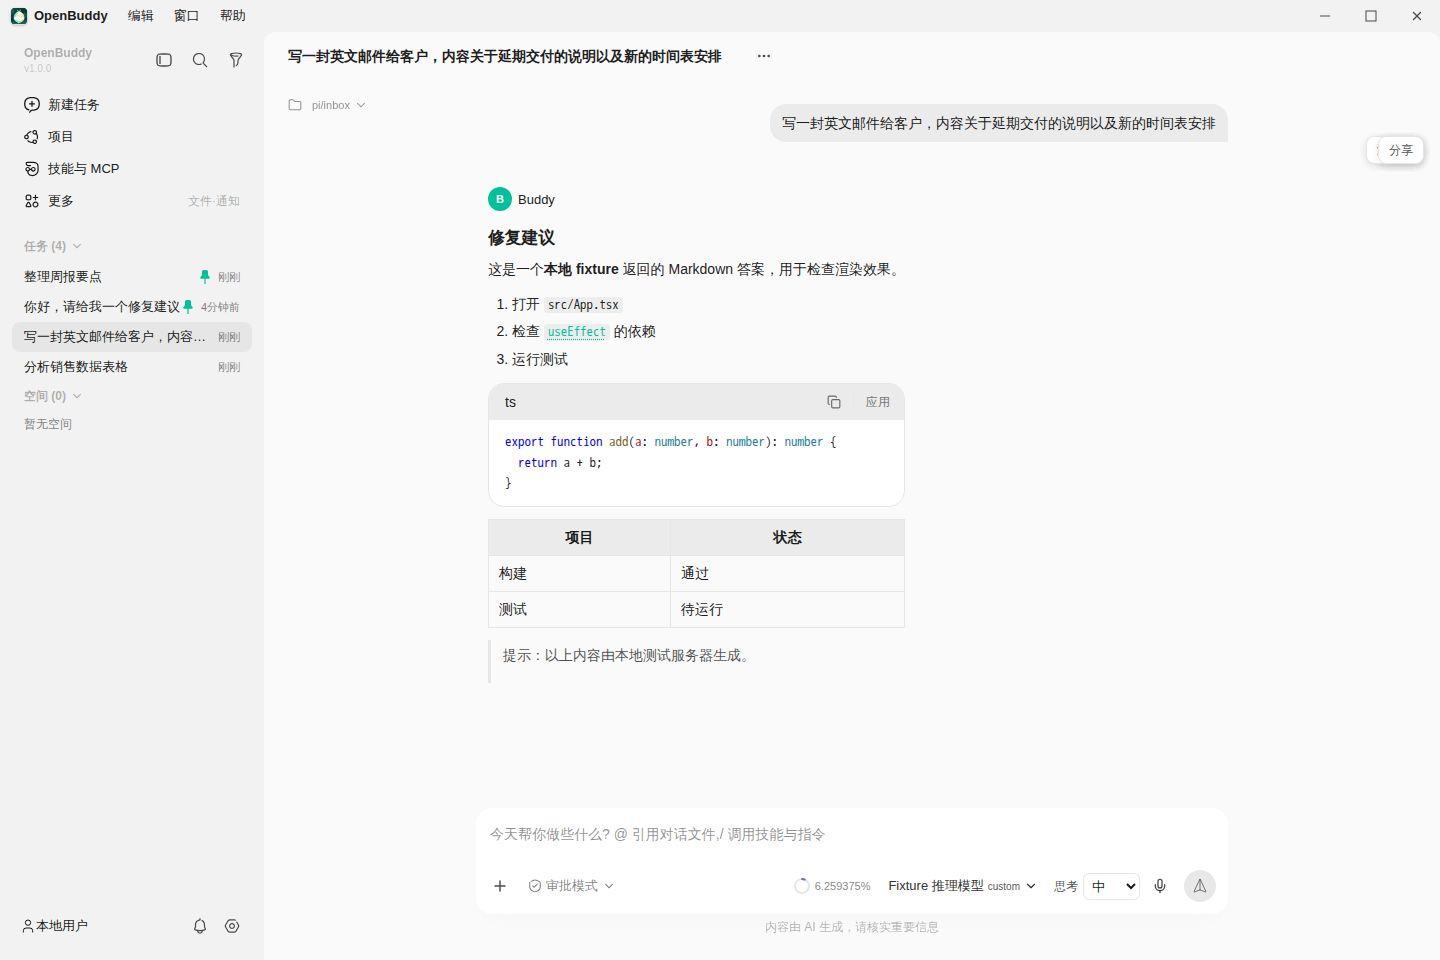 OpenBuddy 编辑 窗口 帮助
OpenBuddy
v1.0.0
新建任务
项目
技能与 MCP
更多 文件·通知
任务 (4)
整理周报要点 刚刚
你好，请给我一个修复建议 4分钟前
写一封英文邮件给客户，内容… 刚刚
分析销售数据表格 刚刚
空间 (0)
暂无空间
本地用户
写一封英文邮件给客户，内容关于延期交付的说明以及新的时间表安排
pi/inbox
写一封英文邮件给客户，内容关于延期交付的说明以及新的时间表安排
分享
B Buddy
修复建议
这是一个本地 fixture 返回的 Markdown 答案，用于检查渲染效果。
1. 打开 src/App.tsx
2. 检查 useEffect 的依赖
3. 运行测试
ts 应用
export function add(a: number, b: number): number {
return a + b;
}
项目 状态
构建 通过
测试 待运行
提示：以上内容由本地测试服务器生成。
今天帮你做些什么? @ 引用对话文件,/ 调用技能与指令
审批模式 6.259375% Fixture 推理模型 custom 思考 中
内容由 AI 生成，请核实重要信息